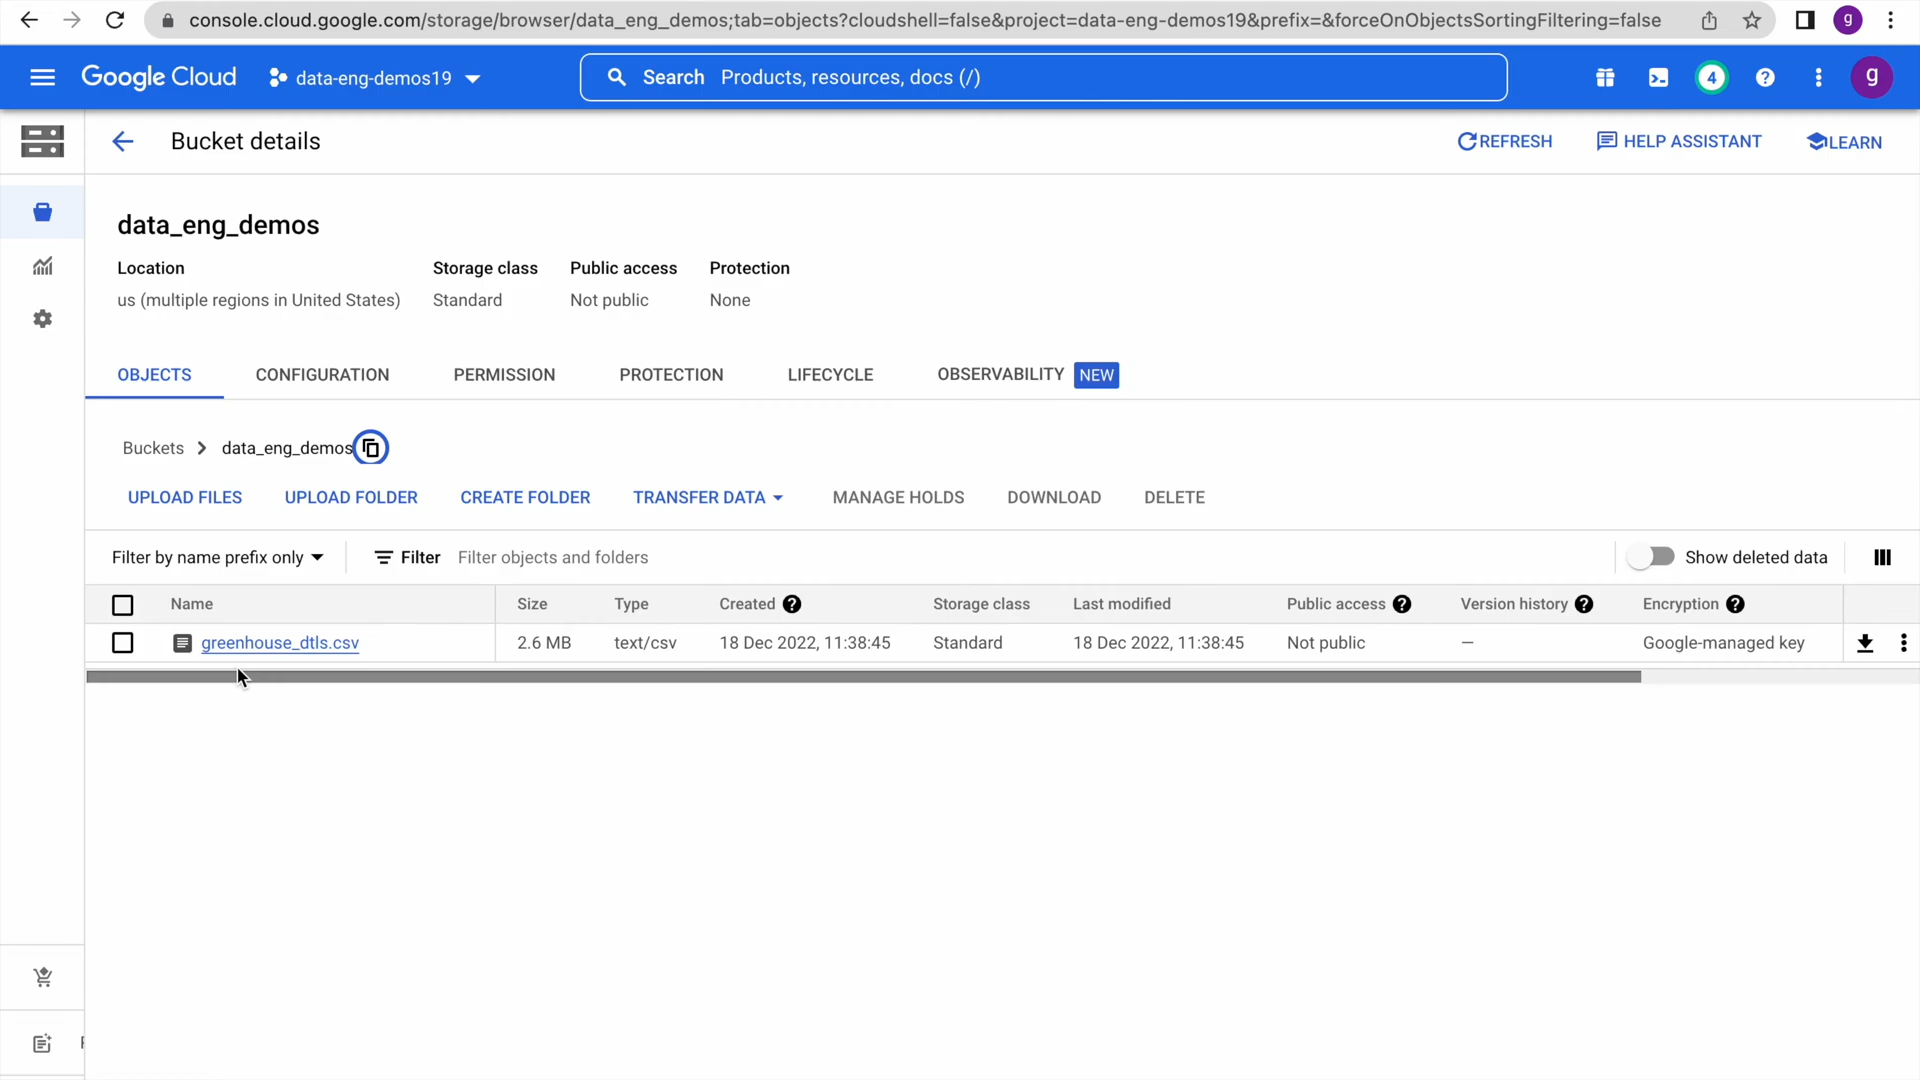 console.cloud.google.com/storage/browser/data_eng_demos;tab=objects?cloudshell=false&project=data-eng-demos19&prefix=&forceOnObjectsSortingFiltering=false
g
Google Cloud
data-eng-demos19
Search Products, resources, docs (/)
4
g
Bucket details
REFRESH
HELP ASSISTANT
LEARN
data_eng_demos
Location Storage class Public access Protection
us (multiple regions in United States) Standard Not public None
OBJECTS CONFIGURATION PERMISSION PROTECTION LIFECYCLE OBSERVABILITY NEW
Buckets > data_eng_demos
UPLOAD FILES UPLOAD FOLDER CREATE FOLDER TRANSFER DATA MANAGE HOLDS DOWNLOAD DELETE
Filter by name prefix only Filter Filter objects and folders Show deleted data
Name Size Type Created Storage class Last modified Public access Version history Encryption
greenhouse_dtls.csv 2.6 MB text/csv 18 Dec 2022, 11:38:45 Standard 18 Dec 2022, 11:38:45 Not public — Google-managed key